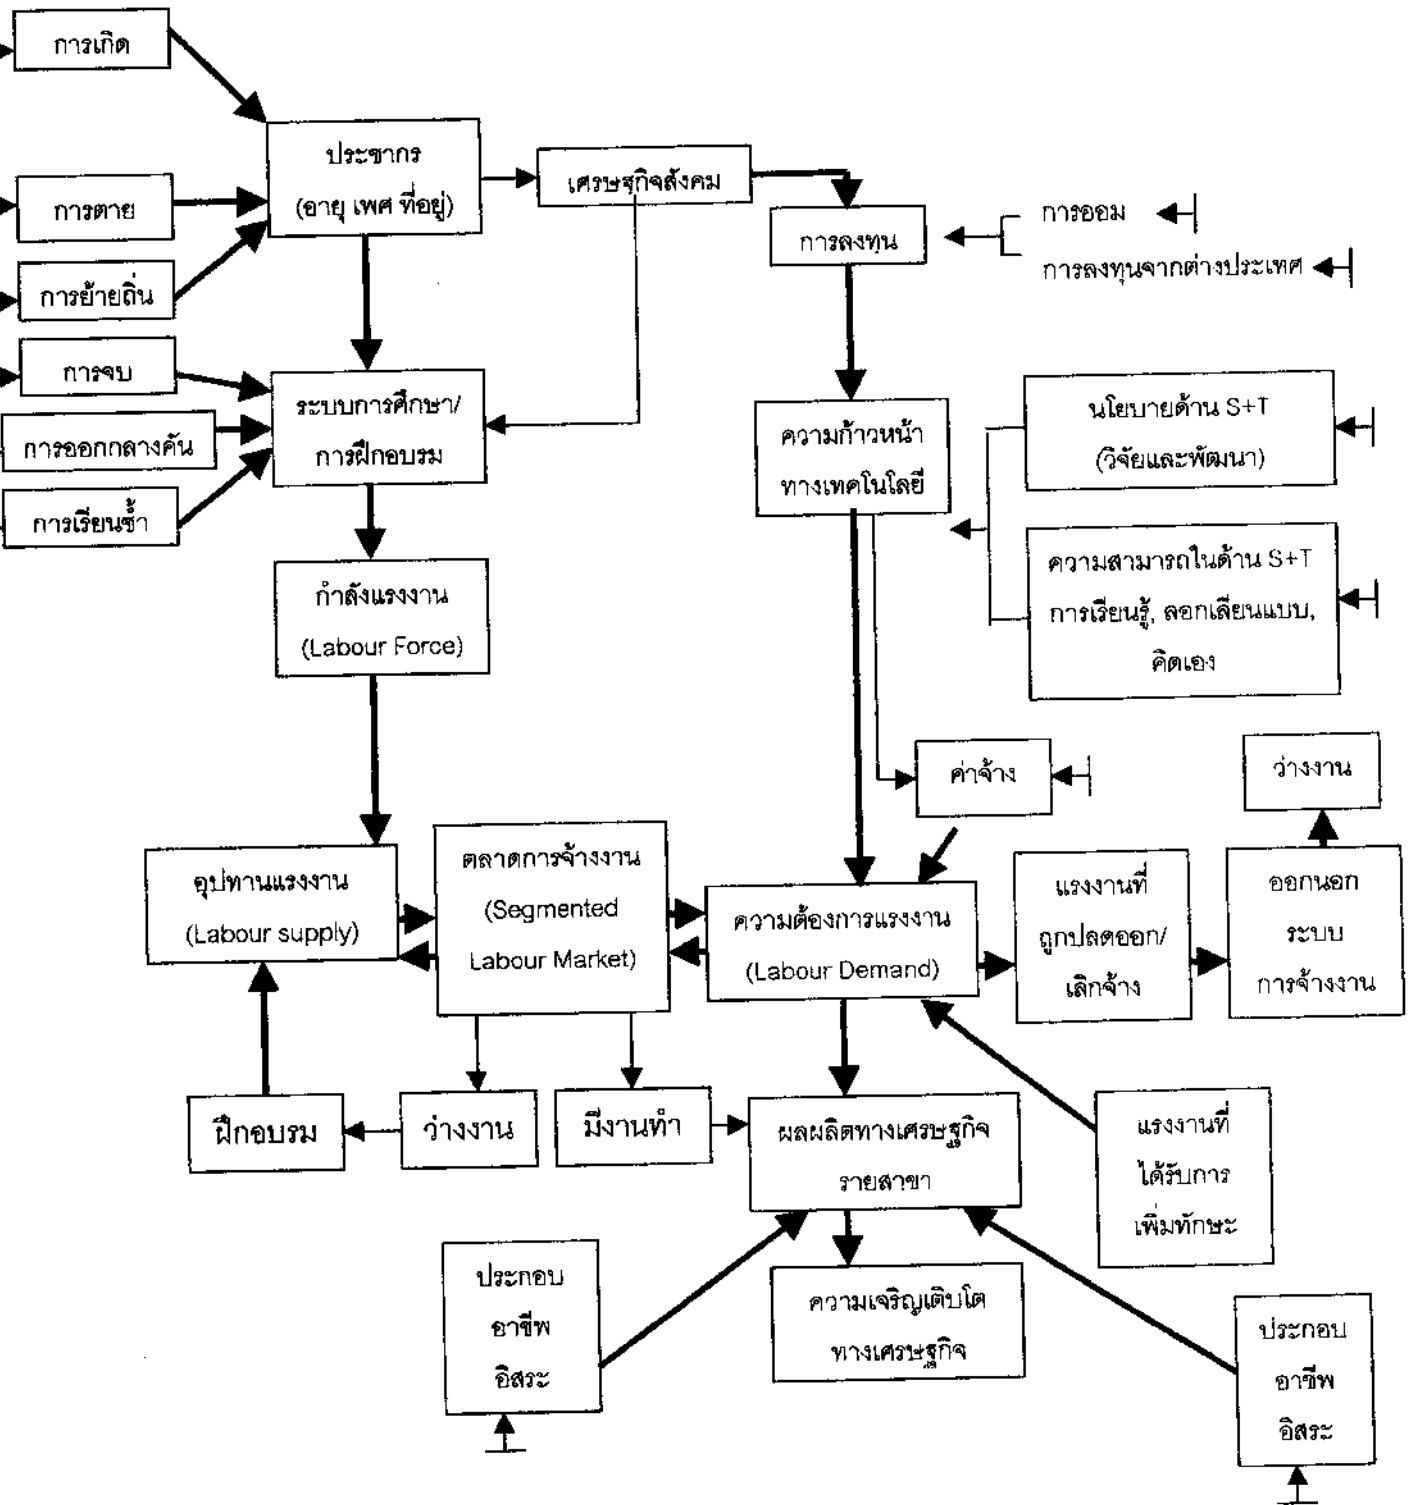 การเกิด
ประชากร
(อายุ เพศ ที่อยู่)
เศรษฐกิจสังคม
การตาย
การลงทุน
การออม
การลงทุนจากต่างประเทศ
การย้ายถิ่น
การจบ
ระบบการศึกษา/
การฝึกอบรม
การออกกลางคัน
การเรียนซ้ำ
ความก้าวหน้า
ทางเทคโนโลยี
นโยบายด้าน S+T
(วิจัยและพัฒนา)
ความสามารถในด้าน S+T
การเรียนรู้, ลอกเลียนแบบ,
คิดเอง
กำลังแรงงาน
(Labour Force)
ค่าจ้าง
ว่างงาน
อุปทานแรงงาน
(Labour supply)
ตลาดการจ้างงาน
(Segmented
Labour Market)
ความต้องการแรงงาน
(Labour Demand)
แรงงานที่
ถูกปลดออก/
เลิกจ้าง
ออกนอก
ระบบ
การจ้างงาน
ฝึกอบรม
ว่างงาน
มีงานทำ
ผลผลิตทางเศรษฐกิจ
รายสาขา
แรงงานที่
ได้รับการ
เพิ่มทักษะ
ประกอบ
อาชีพ
อิสระ
ความเจริญเติบโต
ทางเศรษฐกิจ
ประกอบ
อาชีพ
อิสระ